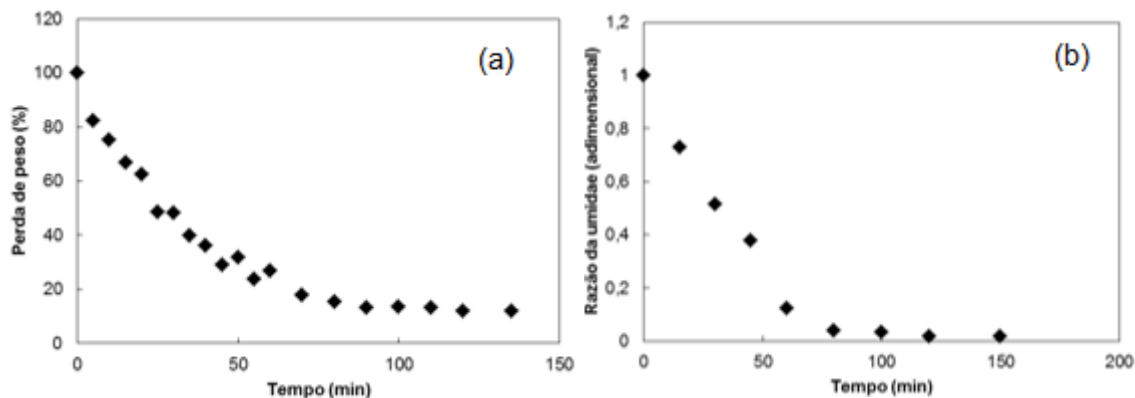 (a)
Perda de peso (%)
120
100
80
60
40
20
0
0 50 100 150
Tempo (min)
(b)
Razão da umidae (adimensional)
1,2
1
0,8
0,6
0,4
0,2
0
0 50 100 150 200
Tempo (min)